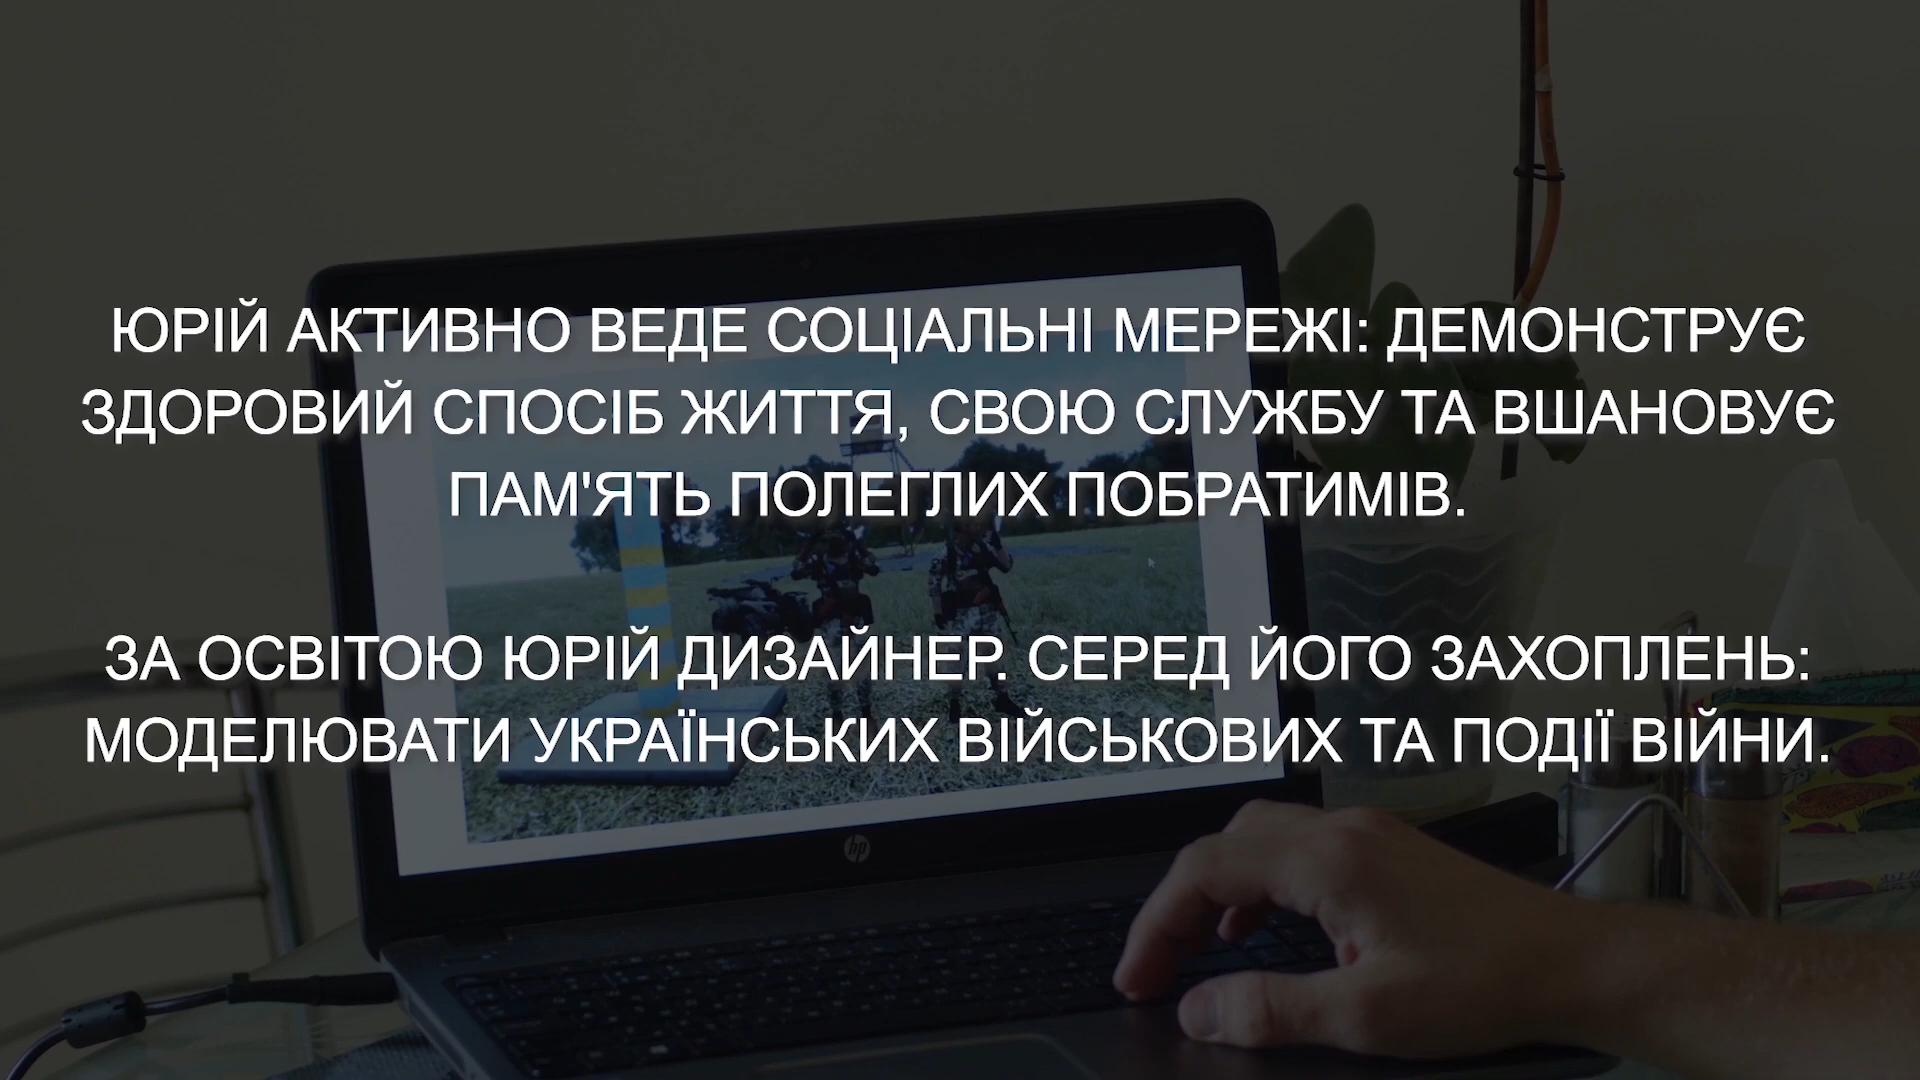 ЮРІЙ АКТИВНО ВЕДЕ СОЦІАЛЬНІ МЕРЕЖІ: ДЕМОНСТРУЄ
ЗДОРОВИЙ СПОСІБ ЖИТТЯ, СВОЮ СЛУЖБУ ТА ВШАНОВУЄ
ПАМ'ЯТЬ ПОЛЕГЛИХ ПОБРАТИМІВ.
ЗА ОСВІТОЮ ЮРІЙ ДИЗАЙНЕР. СЕРЕД ЙОГО ЗАХОПЛЕНЬ:
МОДЕЛЮВАТИ УКРАЇНСЬКИХ ВІЙСЬКОВИХ ТА ПОДІЇ ВІЙНИ.
hp